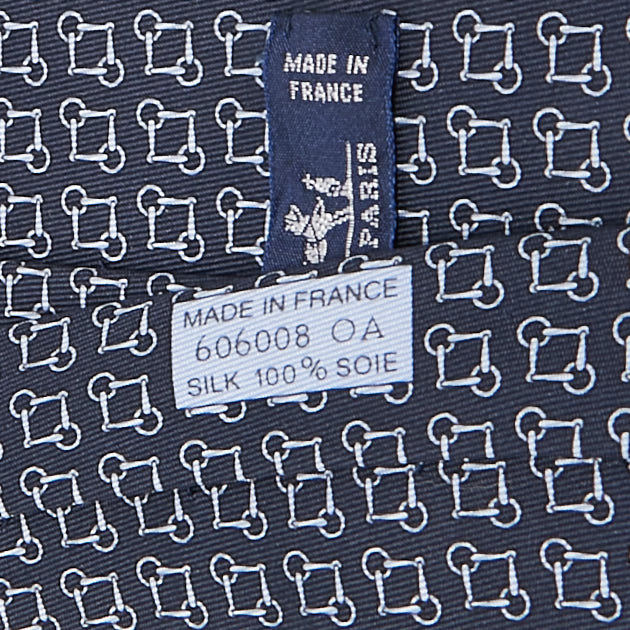 MADE IN
FRANCE
PARIS
MADE IN FRANCE
606008 OA
SILK 100% SOIE